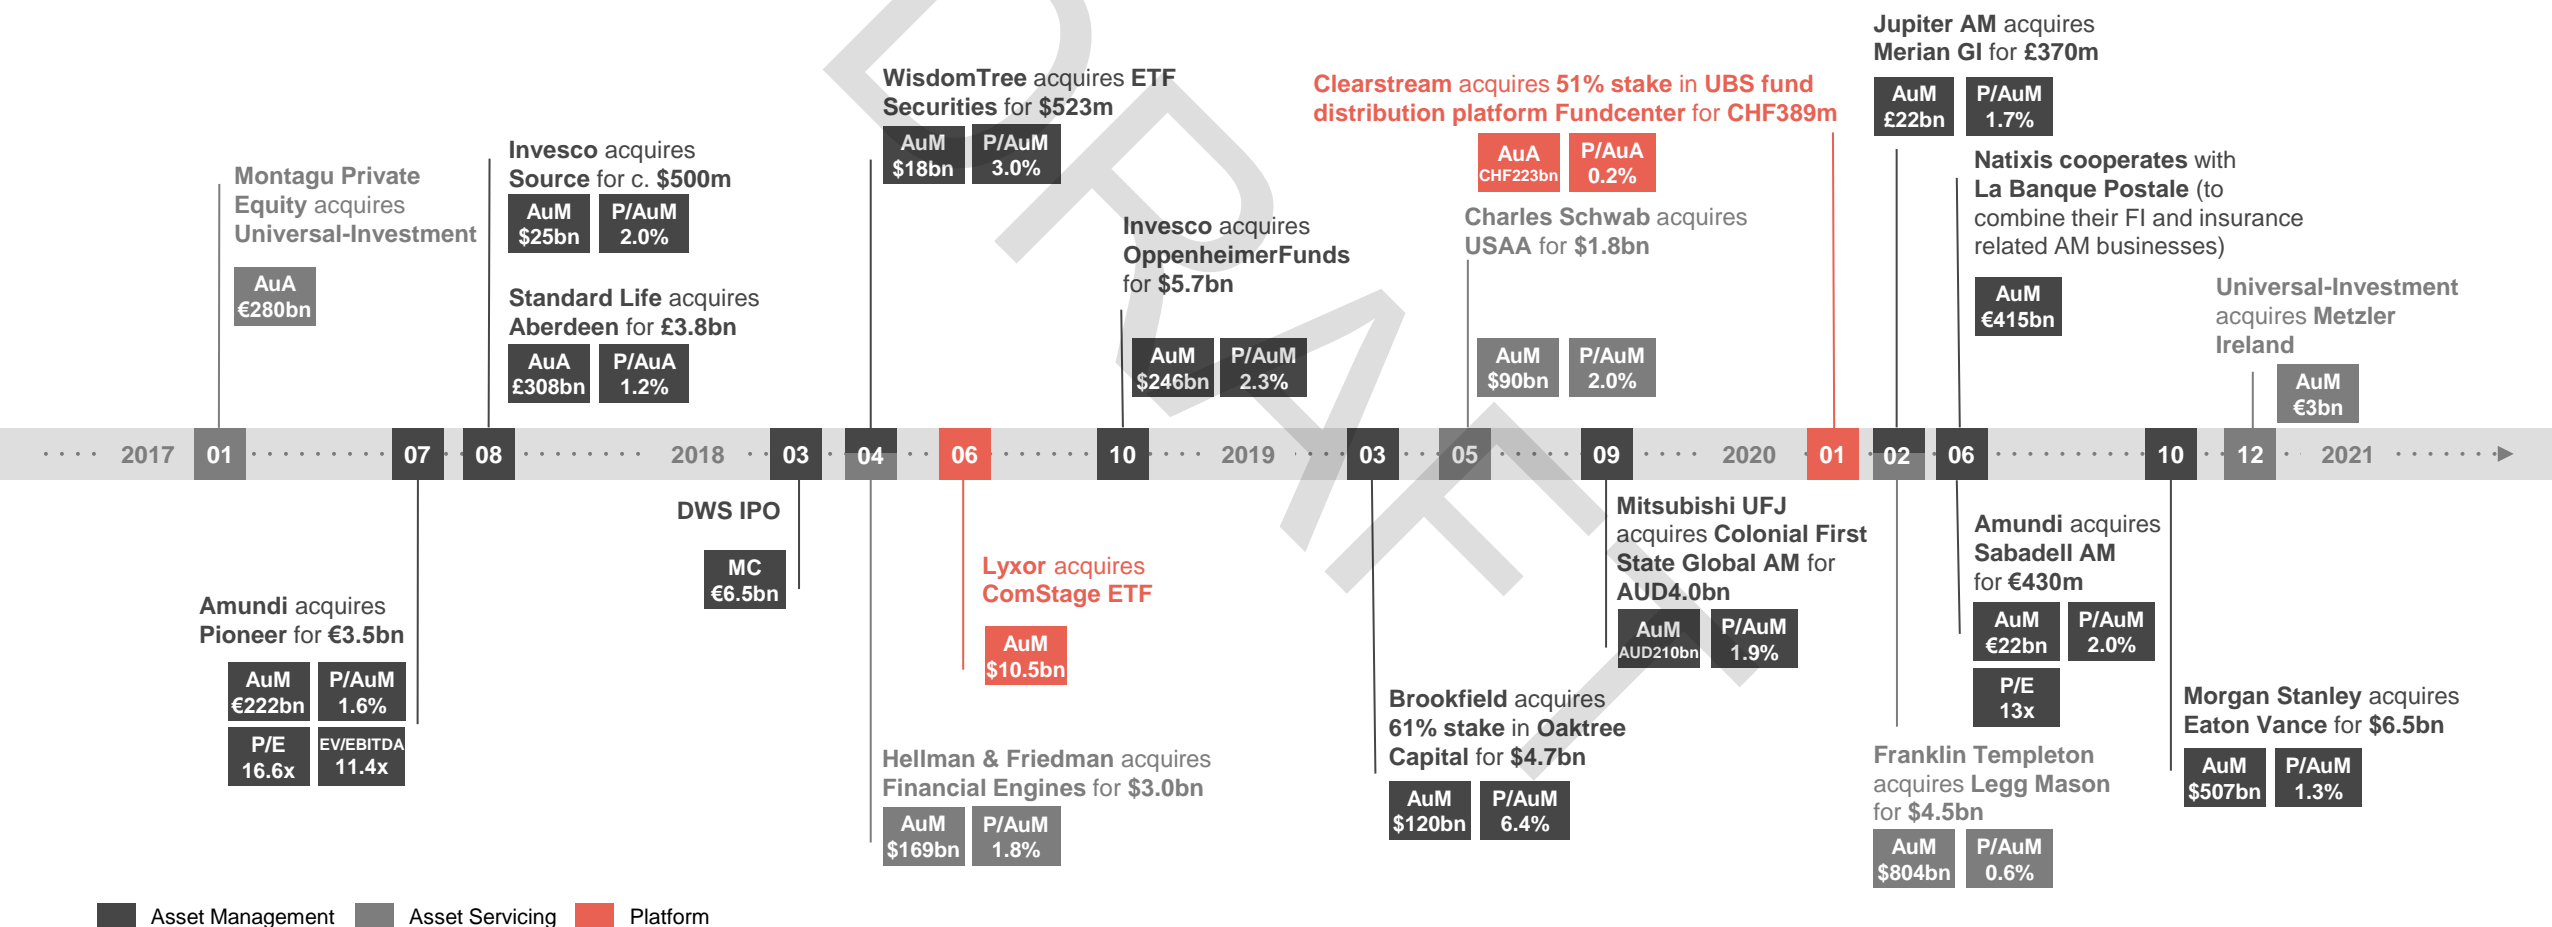 Montagu Private
Equity acquires
Universal-Investment
AuA
€280bn
Invesco acquires
Source for c. $500m
AuM
$25bn
P/AuM
2.0%
Standard Life acquires
Aberdeen for £3.8bn
AuA
£308bn
P/AuA
1.2%
WisdomTree acquires ETF
Securities for $523m
AuM
$18bn
P/AuM
3.0%
Invesco acquires
OppenheimerFunds
for $5.7bn
AuM
$246bn
P/AuM
2.3%
Clearstream acquires 51% stake in UBS fund
distribution platform Fundcenter for CHF389m
AuA
CHF223bn
P/AuA
0.2%
Charles Schwab acquires
USAA for $1.8bn
AuM
$90bn
P/AuM
2.0%
Jupiter AM acquires
Merian GI for £370m
AuM
£22bn
P/AuM
1.7%
Natixis cooperates with
La Banque Postale (to
combine their FI and insurance
related AM businesses)
AuM
€415bn
Universal-Investment
acquires Metzler
Ireland
AuM
€3bn
2017 01 07 08 2018 03 04 06 10 2019 03 05 09 2020 01 02 06 10 12 2021
Amundi acquires
Pioneer for €3.5bn
AuM
€222bn
P/AuM
1.6%
P/E
16.6x
EV/EBITDA
11.4x
DWS IPO
MC
€6.5bn
Lyxor acquires
ComStage ETF
AuM
$10.5bn
Hellman & Friedman acquires
Financial Engines for $3.0bn
AuM
$169bn
P/AuM
1.8%
Brookfield acquires
61% stake in Oaktree
Capital for $4.7bn
AuM
$120bn
P/AuM
6.4%
Mitsubishi UFJ
acquires Colonial First
State Global AM for
AUD4.0bn
AuM
AUD210bn
P/AuM
1.9%
Amundi acquires
Sabadell AM
for €430m
AuM
€22bn
P/AuM
2.0%
P/E
13x
Franklin Templeton
acquires Legg Mason
for $4.5bn
AuM
$804bn
P/AuM
0.6%
Morgan Stanley acquires
Eaton Vance for $6.5bn
AuM
$507bn
P/AuM
1.3%
Asset Management
Asset Servicing
Platform
DRAFT